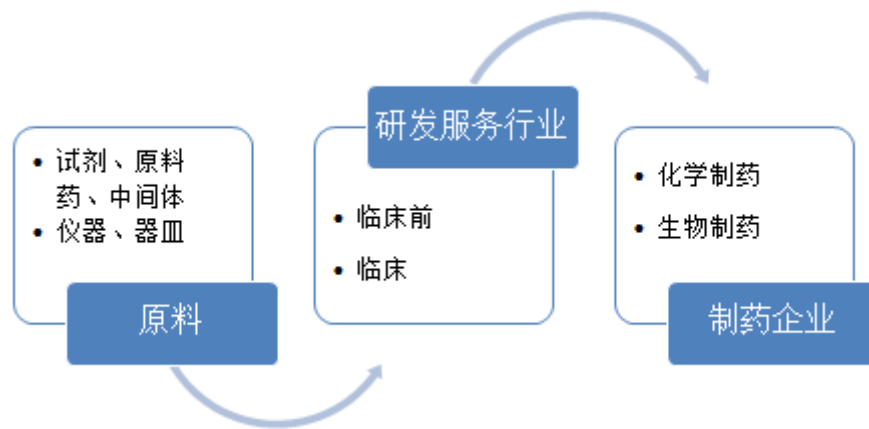 试剂、原料
药、中间体
仪器、器皿
原料
研发服务行业
临床前
临床
化学制药
生物制药
制药企业